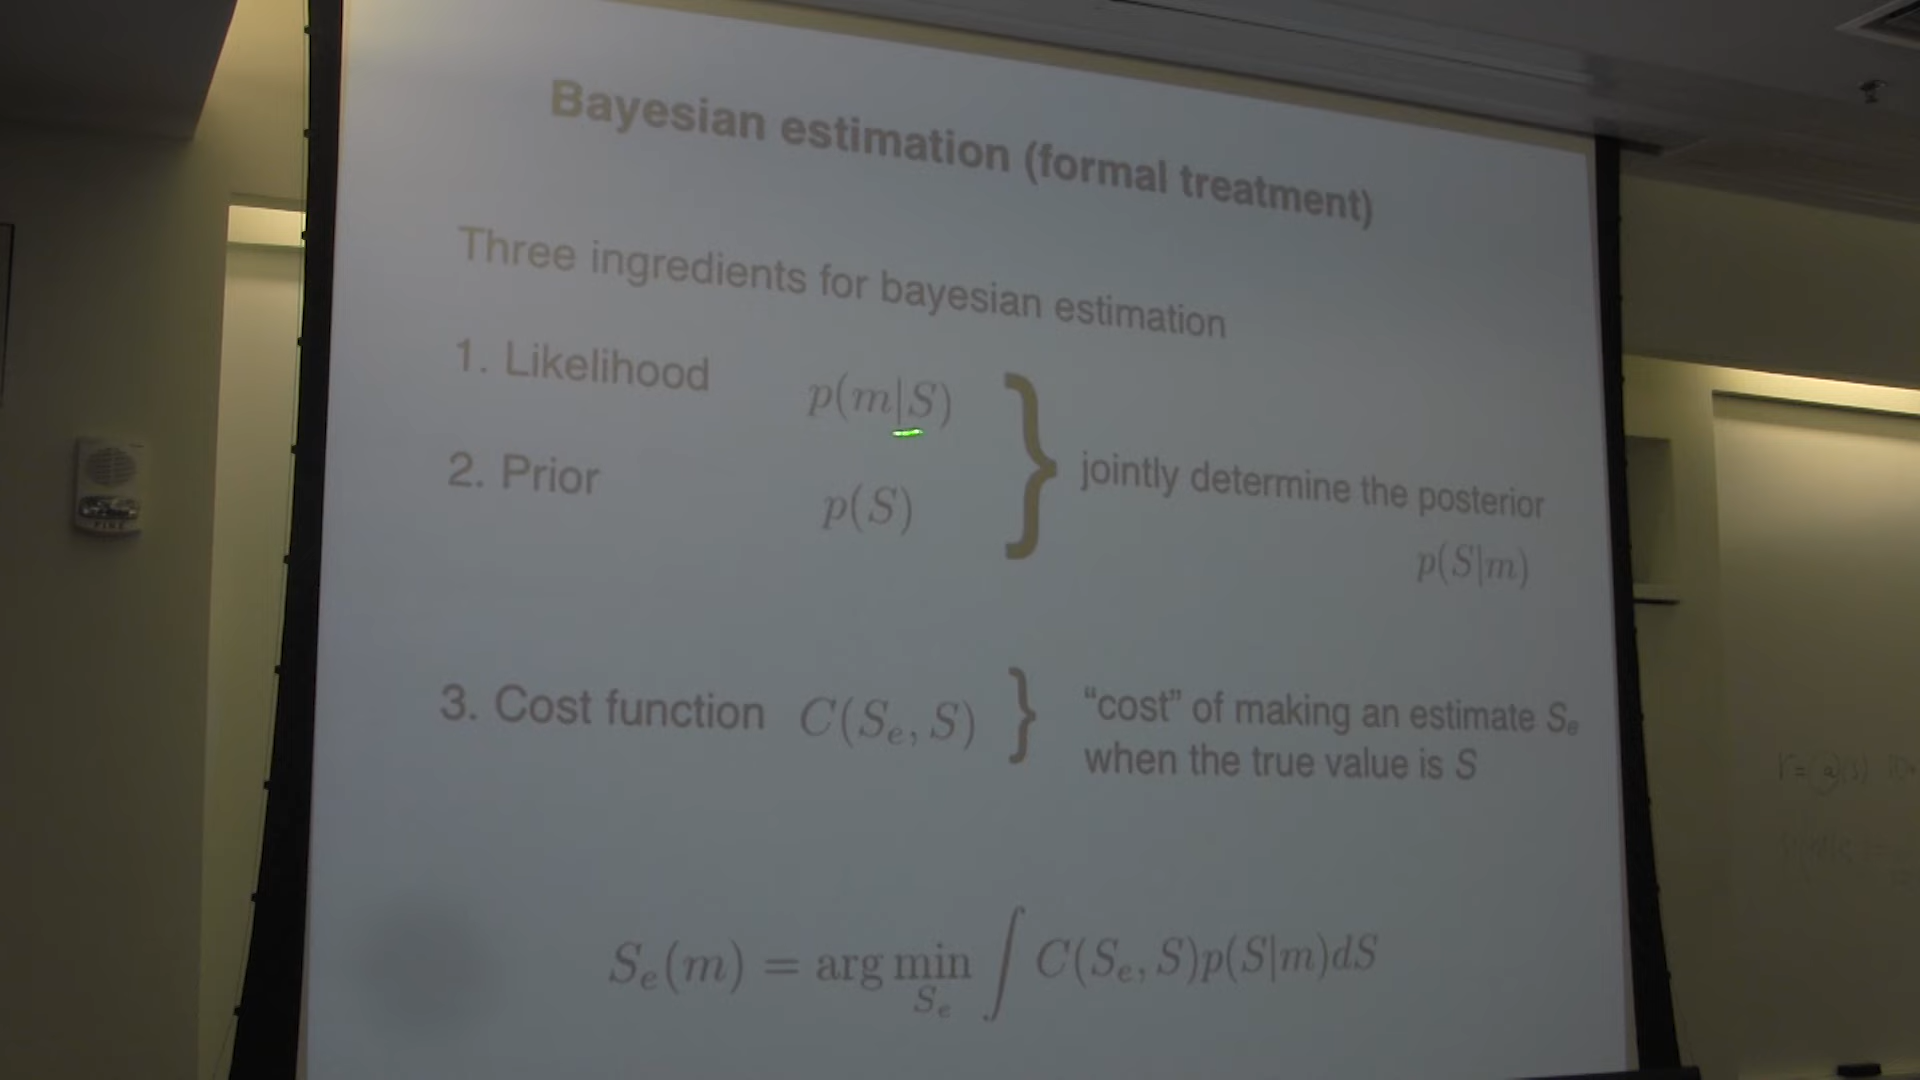 Bayesian estimation (formal treatment)
Three ingredients for bayesian estimation
1. Likelihood p(m|S)
2. Prior p(S)
} jointly determine the posterior
p(S|m)
3. Cost function C(Sₑ, S) } “cost” of making an estimate Sₑ
when the true value is S
Sₑ(m) = arg min ∫ C(Sₑ, S)p(S|m)dS
Sₑ
FIRE